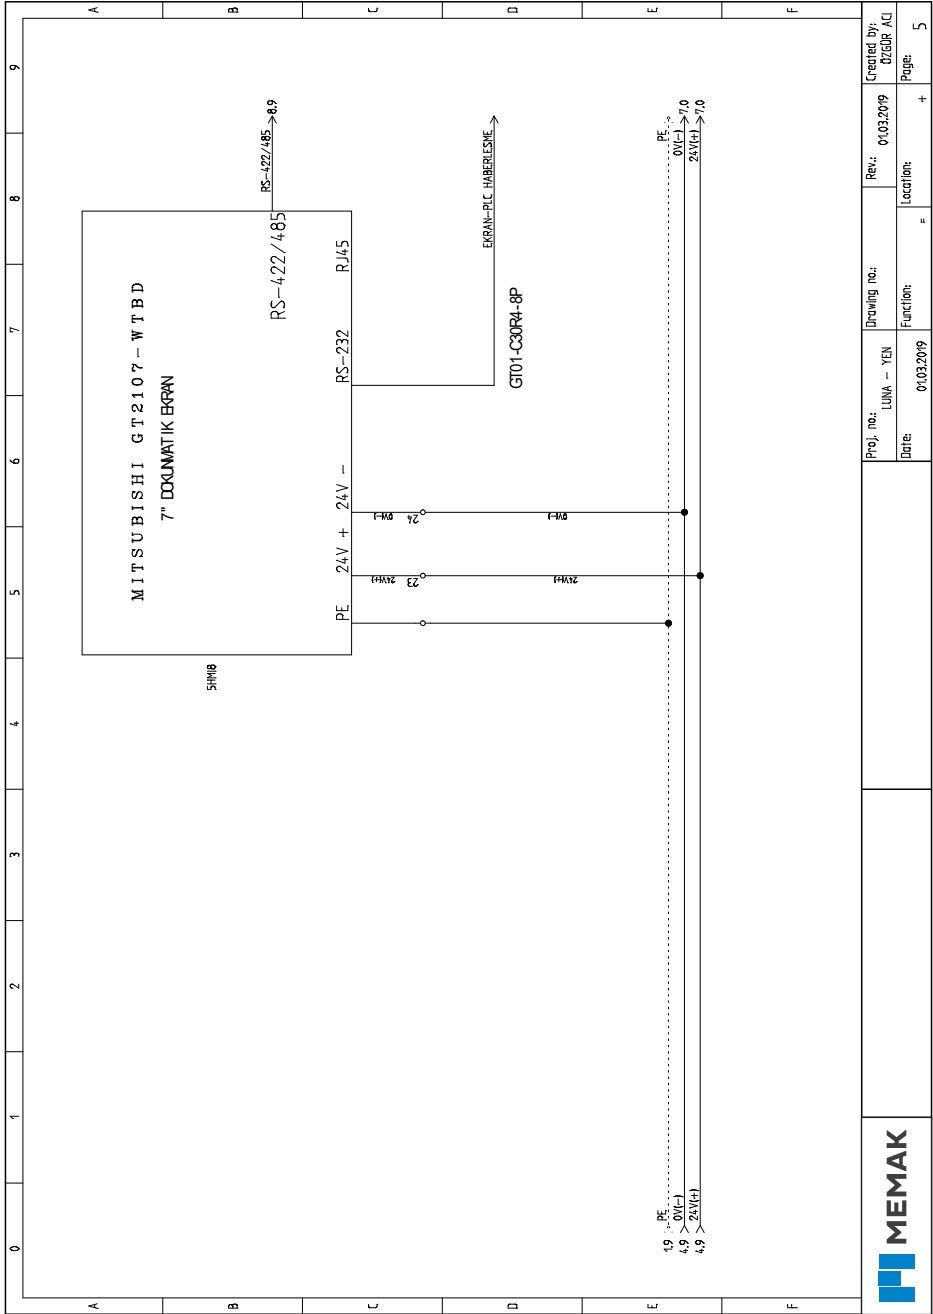 0 1 2 3 4 5 6 7 8 9
A A
B B
C C
D D
E E
F F
MITSUBISHI GT2107-WTBD
7" DOKUNMATIK EKRAN
5HMI8
RS-422/485
RS-422/485
8.9
PE 24V + 24V - RS-232 RJ45
24V(+) 0V(-)
23 24
24V(+) 0V(-)
EKRAN-PLC HABERLESME
GT01-C30R4-8P
1.9 PE PE
4.9 0V(-) 0V(-) 7.0
4.9 24V(+) 24V(+) 7.0
MEMAK
Proj. no.: LUNA - YEN
Drawing no.:
Rev.: 01.03.2019
Created by: ÖZGÜR ACI
Date: 01.03.2019
Function: =
Location: +
Page: 5